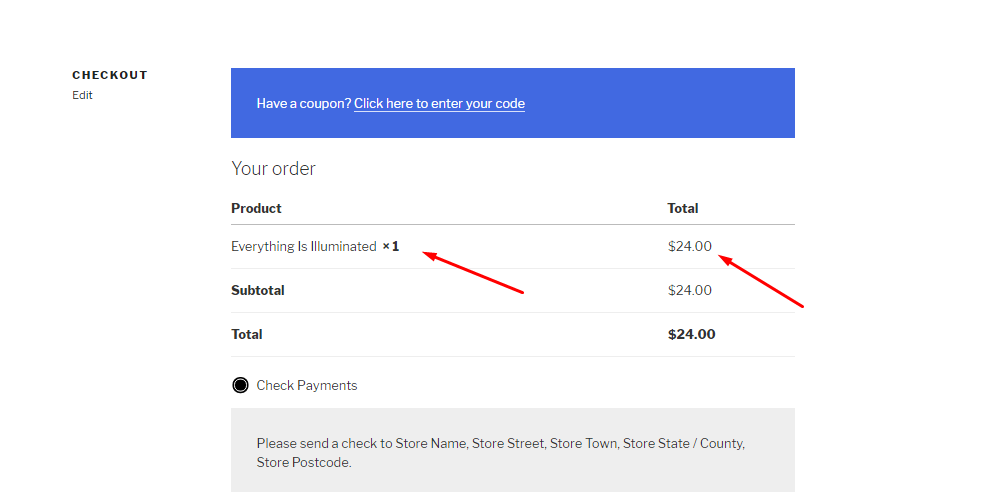 CHECKOUT
Edit
Have a coupon? Click here to enter your code
Your order
Product Total
Everything Is Illuminated × 1 $24.00
Subtotal $24.00
Total $24.00
Check Payments
Please send a check to Store Name, Store Street, Store Town, Store State / County,
Store Postcode.